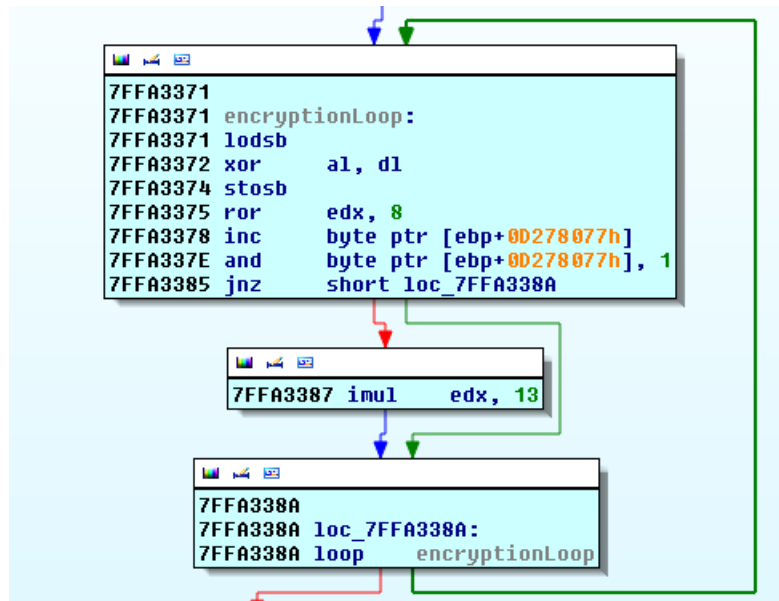 7FFA3371
7FFA3371 encryptionLoop:
7FFA3371 lodsb
7FFA3372 xor al, dl
7FFA3374 stosb
7FFA3375 ror edx, 8
7FFA3378 inc byte ptr [ebp+0D278077h]
7FFA337E and byte ptr [ebp+0D278077h], 1
7FFA3385 jnz short loc_7FFA338A
7FFA3387 imul edx, 13
7FFA338A
7FFA338A loc_7FFA338A:
7FFA338A loop encryptionLoop